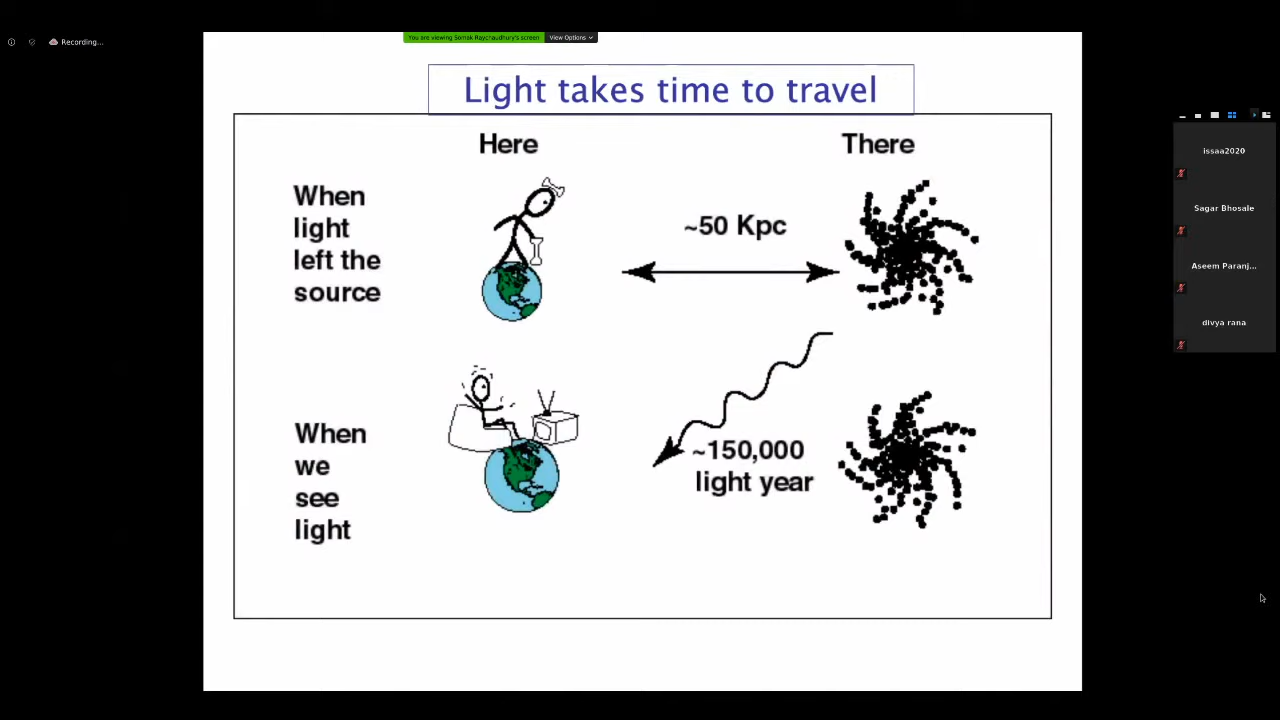 Recording...
You are viewing Somak Raychaudhury's screen
View Options
Light takes time to travel
Here
There
When
light
left the
source
~50 Kpc
When
we
see
light
~150,000
light year
issaa2020
Sagar Bhosale
Aseem Paranj...
divya rana